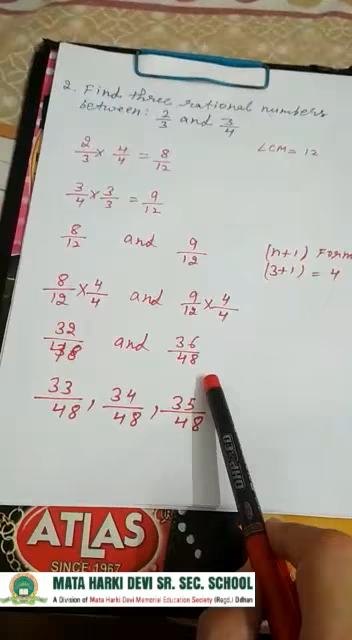 2. Find three rational numbers
between: 2/3 and 3/4
LCM = 12
2/3 × 4/4 = 8/12
3/4 × 3/3 = 9/12
8/12 and 9/12
(n+1) Form
(3+1) = 4
8/12 × 4/4 and 9/12 × 4/4
32/48 and 36/48
33/48, 34/48, 35/48
ATLAS
SINCE 1967
MATA HARKI DEVI SR. SEC. SCHOOL
A Division of Mata Harki Devi Memorial Education Society (Regd.) Odhan